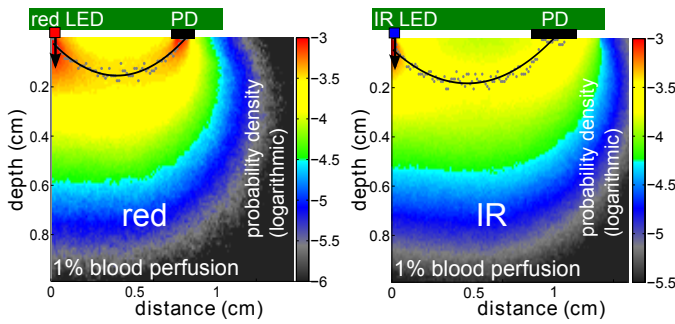 red LED
PD
IR LED
PD
0.2
0.4
0.6
0.8
depth (cm)
red
1% blood perfusion
probability density
(logarithmic)
0
0.5
1
distance (cm)
−3
−3.5
−4
−4.5
−5
−5.5
−6
0.2
0.4
0.6
0.8
depth (cm)
IR
1% blood perfusion
probability density
(logarithmic)
0
0.5
1
distance (cm)
−3
−3.5
−4
−4.5
−5
−5.5